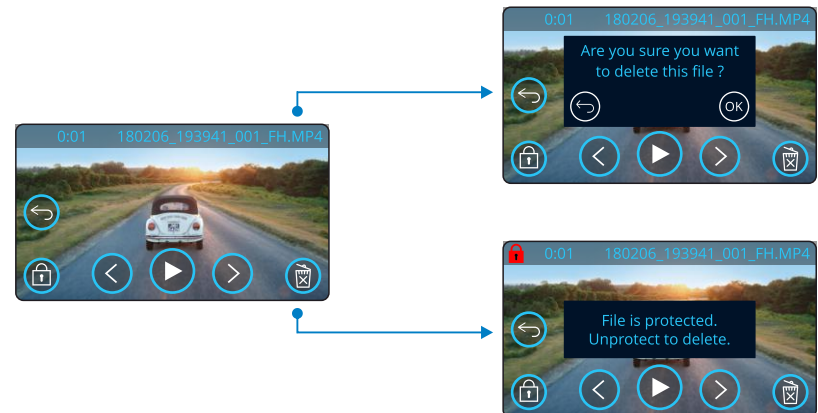 0:01 180206_193941_001_FH.MP4
0:01 180206_193941_001_FH.MP4
Are you sure you want
to delete this file ?
OK
0:01 180206_193941_001_FH.MP4
File is protected.
Unprotect to delete.